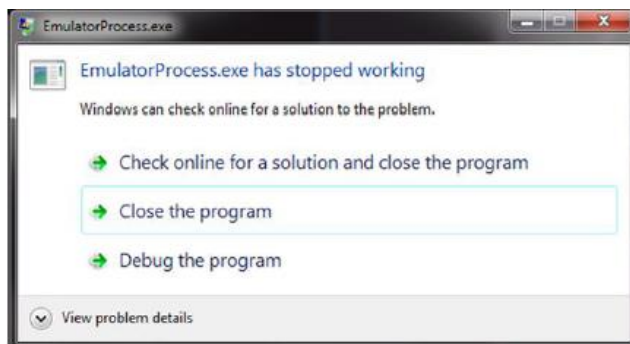 EmulatorProcess.exe
EmulatorProcess.exe has stopped working
Windows can check online for a solution to the problem.
Check online for a solution and close the program
Close the program
Debug the program
View problem details